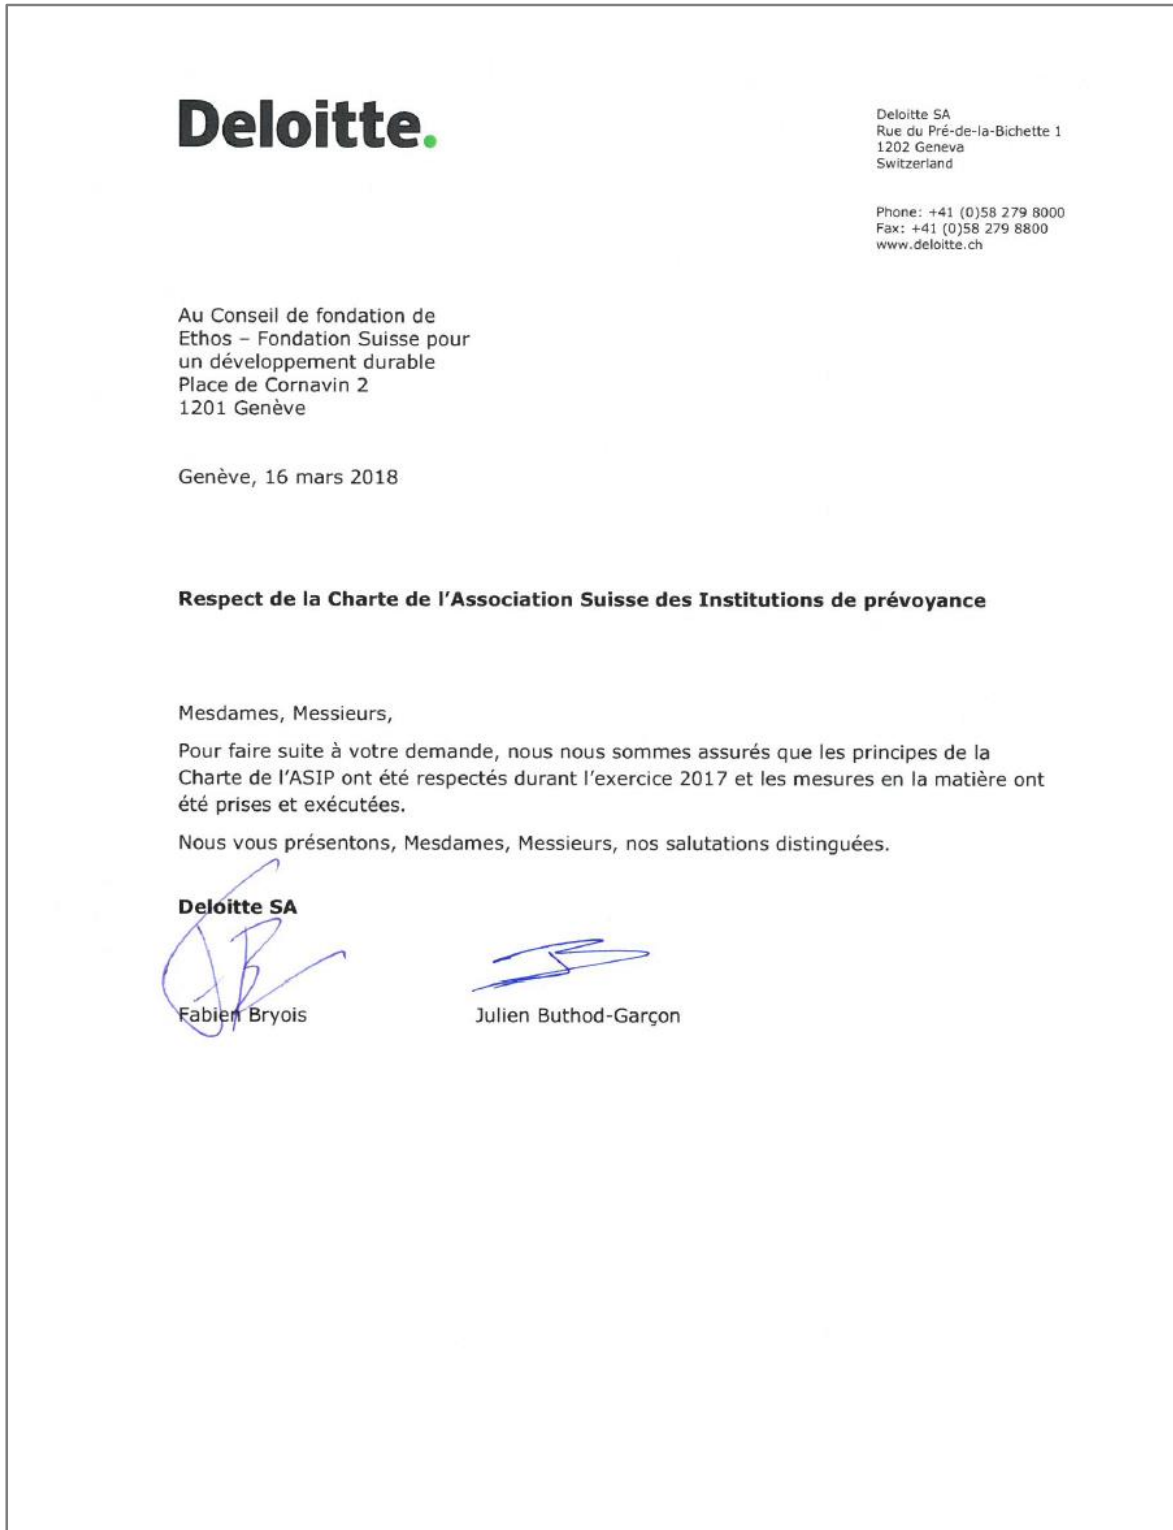 Deloitte.
Deloitte SA
Rue du Pré-de-la-Bichette 1
1202 Geneva
Switzerland
Phone: +41 (0)58 279 8000
Fax: +41 (0)58 279 8800
www.deloitte.ch
Au Conseil de fondation de
Ethos – Fondation Suisse pour
un développement durable
Place de Cornavin 2
1201 Genève
Genève, 16 mars 2018
Respect de la Charte de l'Association Suisse des Institutions de prévoyance
Mesdames, Messieurs,
Pour faire suite à votre demande, nous nous sommes assurés que les principes de la
Charte de l'ASIP ont été respectés durant l'exercice 2017 et les mesures en la matière ont
été prises et exécutées.
Nous vous présentons, Mesdames, Messieurs, nos salutations distinguées.
Deloitte SA
Fabien Bryois
Julien Buthod-Garçon